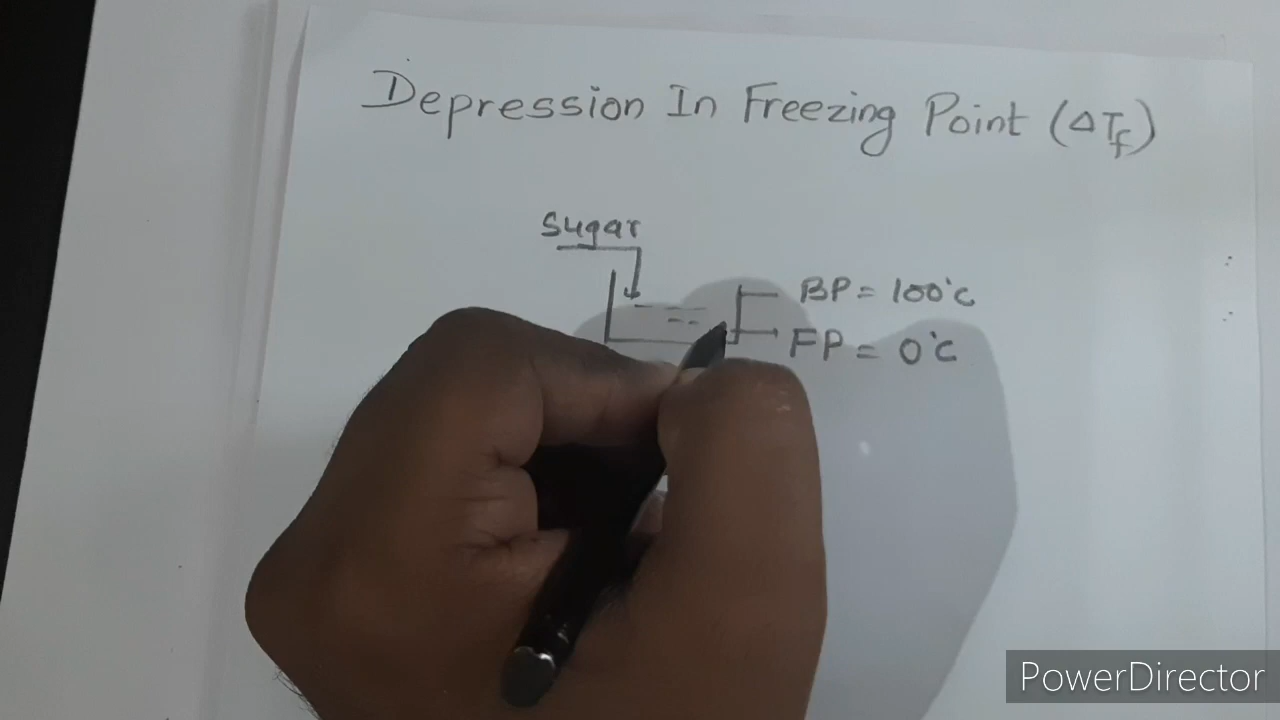 Depression In Freezing Point (ΔTf)
Sugar
BP = 100°c
FP = 0°c
PowerDirector